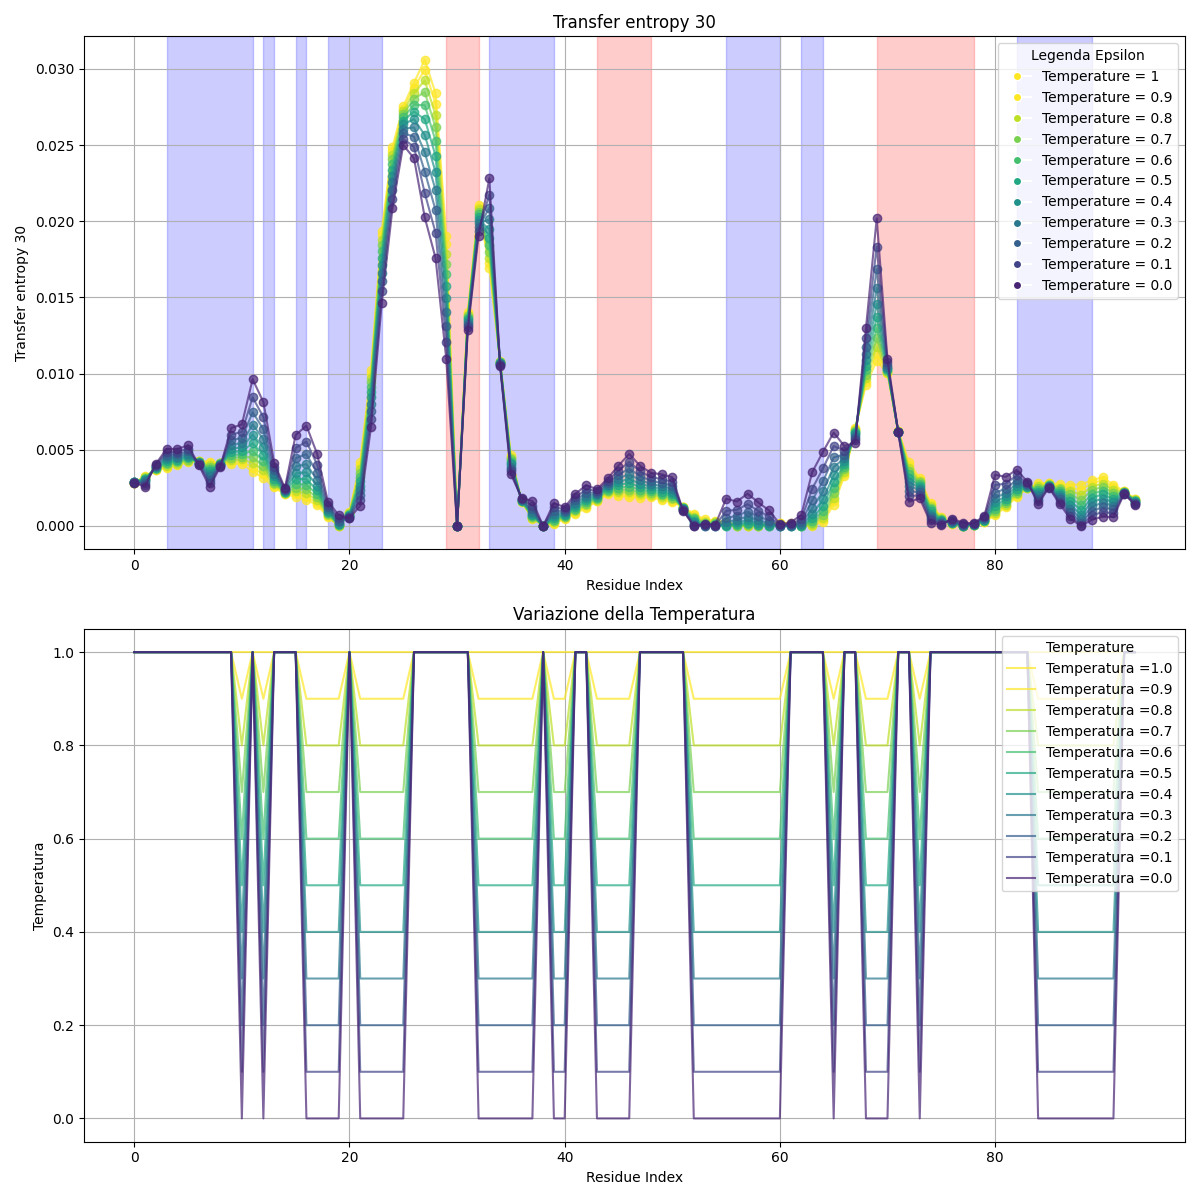 Transfer entropy 30
Transfer entropy 30
0.030
0.025
0.020
0.015
0.010
0.005
0.000
0
20
40
60
80
Residue Index
Legenda Epsilon
Temperature = 1
Temperature = 0.9
Temperature = 0.8
Temperature = 0.7
Temperature = 0.6
Temperature = 0.5
Temperature = 0.4
Temperature = 0.3
Temperature = 0.2
Temperature = 0.1
Temperature = 0.0
Variazione della Temperatura
Temperatura
1.0
0.8
0.6
0.4
0.2
0.0
0
20
40
60
80
Residue Index
Temperature
Temperatura =1.0
Temperatura =0.9
Temperatura =0.8
Temperatura =0.7
Temperatura =0.6
Temperatura =0.5
Temperatura =0.4
Temperatura =0.3
Temperatura =0.2
Temperatura =0.1
Temperatura =0.0